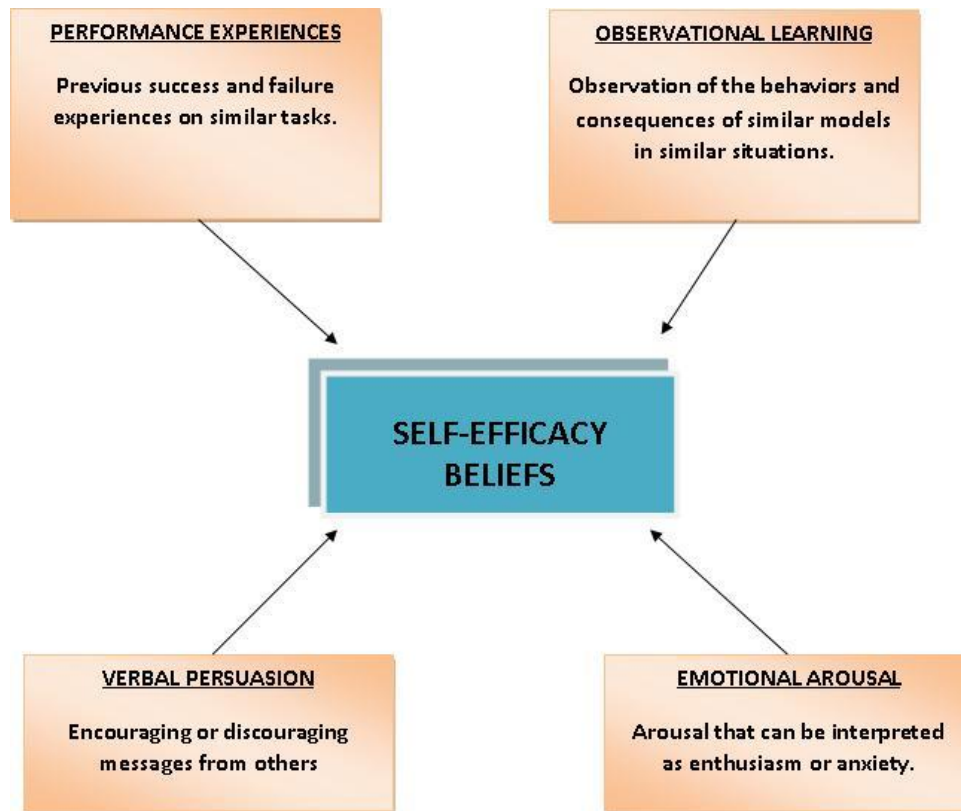 PERFORMANCE EXPERIENCES
Previous success and failure
experiences on similar tasks.
OBSERVATIONAL LEARNING
Observation of the behaviors and
consequences of similar models
in similar situations.
SELF-EFFICACY
BELIEFS
VERBAL PERSUASION
Encouraging or discouraging
messages from others
EMOTIONAL AROUSAL
Arousal that can be interpreted
as enthusiasm or anxiety.